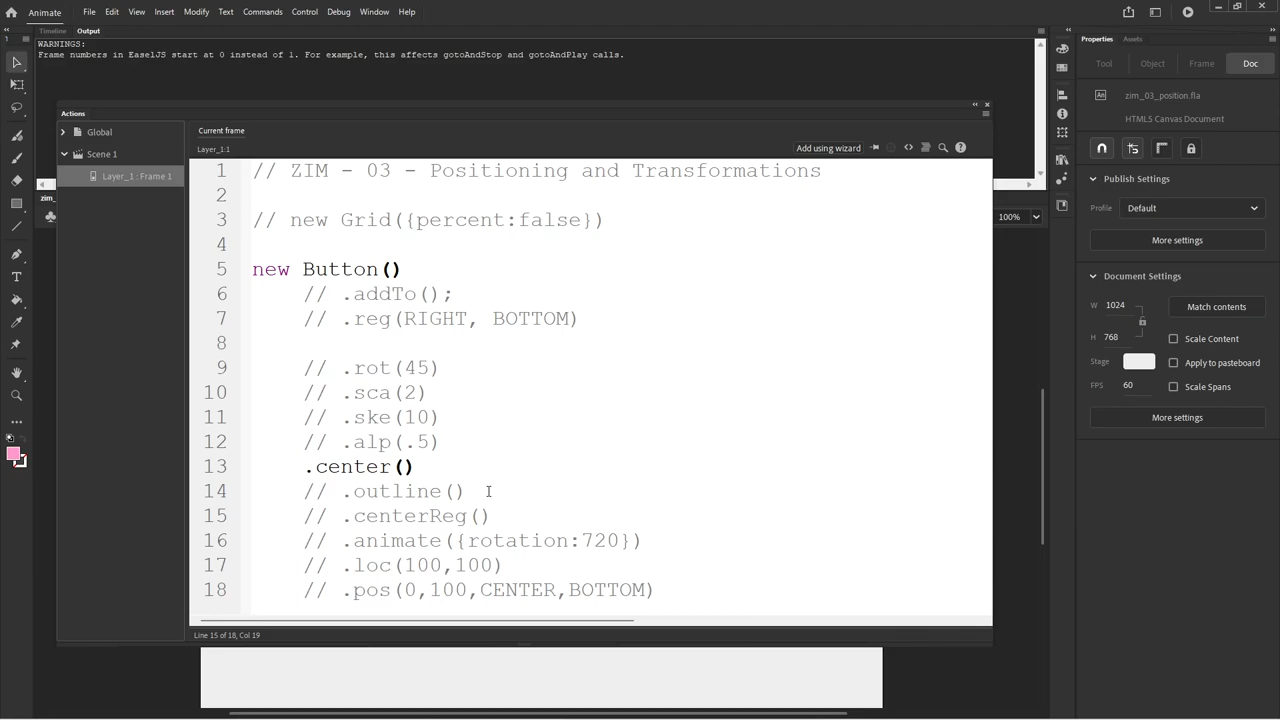 Animate File Edit View Insert Modify Text Commands Control Debug Window Help
Timeline Output
WARNINGS:
Frame numbers in EaselJS start at 0 instead of 1. For example, this affects gotoAndStop and gotoAndPlay calls.
Actions
Global
Scene 1
Layer_1 : Frame 1
Current frame
Layer_1:1
Add using wizard
1 // ZIM - 03 - Positioning and Transformations
2
3 // new Grid({percent:false})
4
5 new Button()
6 // .addTo();
7 // .reg(RIGHT, BOTTOM)
8
9 // .rot(45)
10 // .sca(2)
11 // .ske(10)
12 // .alp(.5)
13 .center()
14 // .outline()
15 // .centerReg()
16 // .animate({rotation:720})
17 // .loc(100,100)
18 // .pos(0,100,CENTER,BOTTOM)
Line 15 of 18, Col 19
zim_
100%
Properties Assets
Tool Object Frame Doc
An zim_03_position.fla
HTML5 Canvas Document
Publish Settings
Profile Default
More settings
Document Settings
W 1024 Match contents
H 768 Scale Content
Stage Apply to pasteboard
FPS 60 Scale Spans
More settings